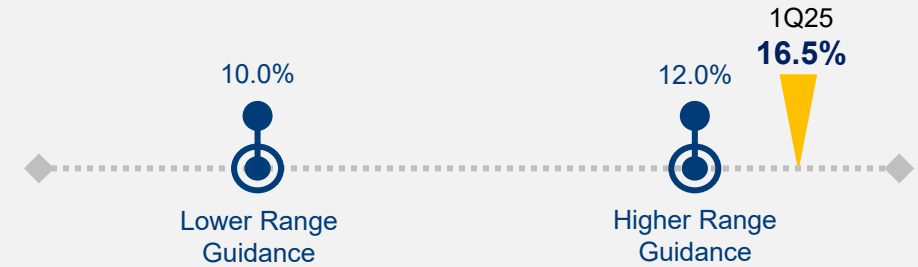 1Q25
16.5%
10.0%
12.0%
Lower Range
Guidance
Higher Range
Guidance